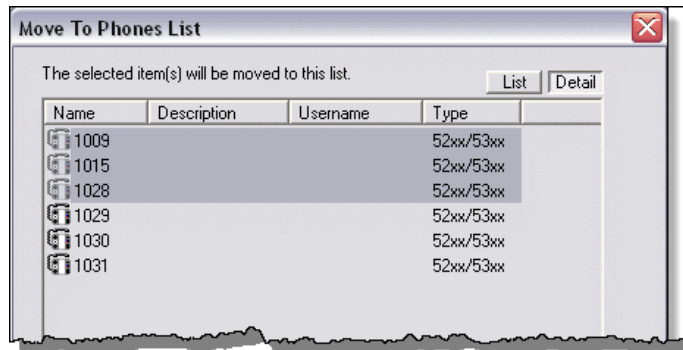 Move To Phones List
The selected item(s) will be moved to this list.
List Detail
Name Description Username Type
1009 52xx/53xx
1015 52xx/53xx
1028 52xx/53xx
1029 52xx/53xx
1030 52xx/53xx
1031 52xx/53xx